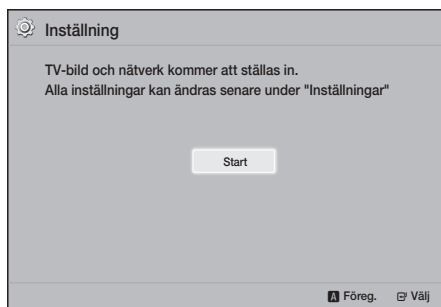 Inställning
TV-bild och nätverk kommer att ställas in.
Alla inställningar kan ändras senare under "Inställningar"
Start
A Föreg. Välj